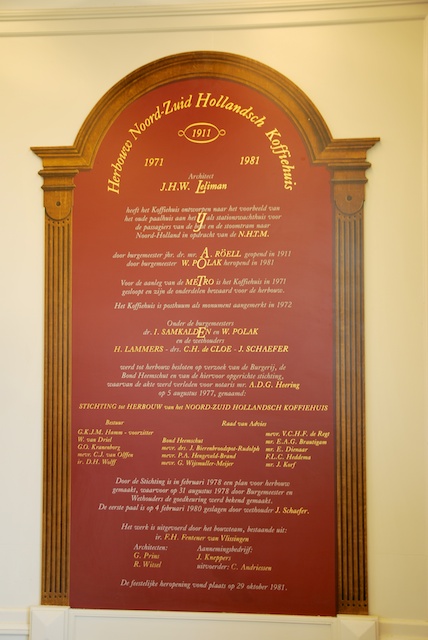 Herbouw Noord-Zuid Hollandsch Koffiehuis
1911
1971 1981
Architect
J.H.W. Leliman
heeft het Koffiehuis ontworpen naar het voorbeeld van
het oude paalhuis aan het IJ als stationwachthuis voor
de passagiers van de boot en de stoomtram naar
Noord-Holland in opdracht van de N.H.T.M.
door burgemeester jhr. dr. mr. A. RÖELL geopend in 1911
door burgemeester W. POLAK heropend in 1981
Voor de aanleg van de METRO is het Koffiehuis in 1971
gesloopt en zijn de onderdelen bewaard voor de herbouw.
Het Koffiehuis is posthuum als monument aangemerkt in 1972
Onder de burgemeesters
dr. I. SAMKALDEN en W. POLAK
en de wethouders
H. LAMMERS - drs. C.H. de CLOE - J. SCHAEFER
werd tot herbouw besloten op verzoek van de Burgerij, de
Bond Heemschut en van de hiervoor opgerichte stichting,
waarvan de akte werd verleden voor notaris mr. A.D.G. Heering
op 5 augustus 1977, genaamd:
STICHTING tot HERBOUW van het NOORD-ZUID HOLLANDSCH KOFFIEHUIS
Bestuur Raad van Advies
G.K.J.M. Hamm - voorzitter mevr. V.C.H.F. de Regt
W. van Driel Bond Heemschut mr. E.A.G. Brautigam
G.O. Kranenburg mevr. drs. J. Bierenbroodspot-Rudolph mr. E. Dienaar
mevr. C.J. van Olffen mevr. P.A. Hengeveld-Brand F.L.C. Heddema
ir. D.H. Wolff mevr. G. Wijsmuller-Meijer mr. J. Korf
Door de Stichting is in februari 1978 een plan voor herbouw
gemaakt, waarvoor op 31 augustus 1978 door Burgemeester en
Wethouders de goedkeuring werd bekend gemaakt.
De eerste paal is op 4 februari 1980 geslagen door wethouder J. Schaefer.
Het werk is uitgevoerd door het bouwteam, bestaande uit:
ir. F.H. Fentener van Vlissingen
Architecten: Aannemingsbedrijf:
G. Prins J. Kneppers
R. Witsel uitvoerder: C. Andriessen
De feestelijke heropening vond plaats op 29 oktober 1981.